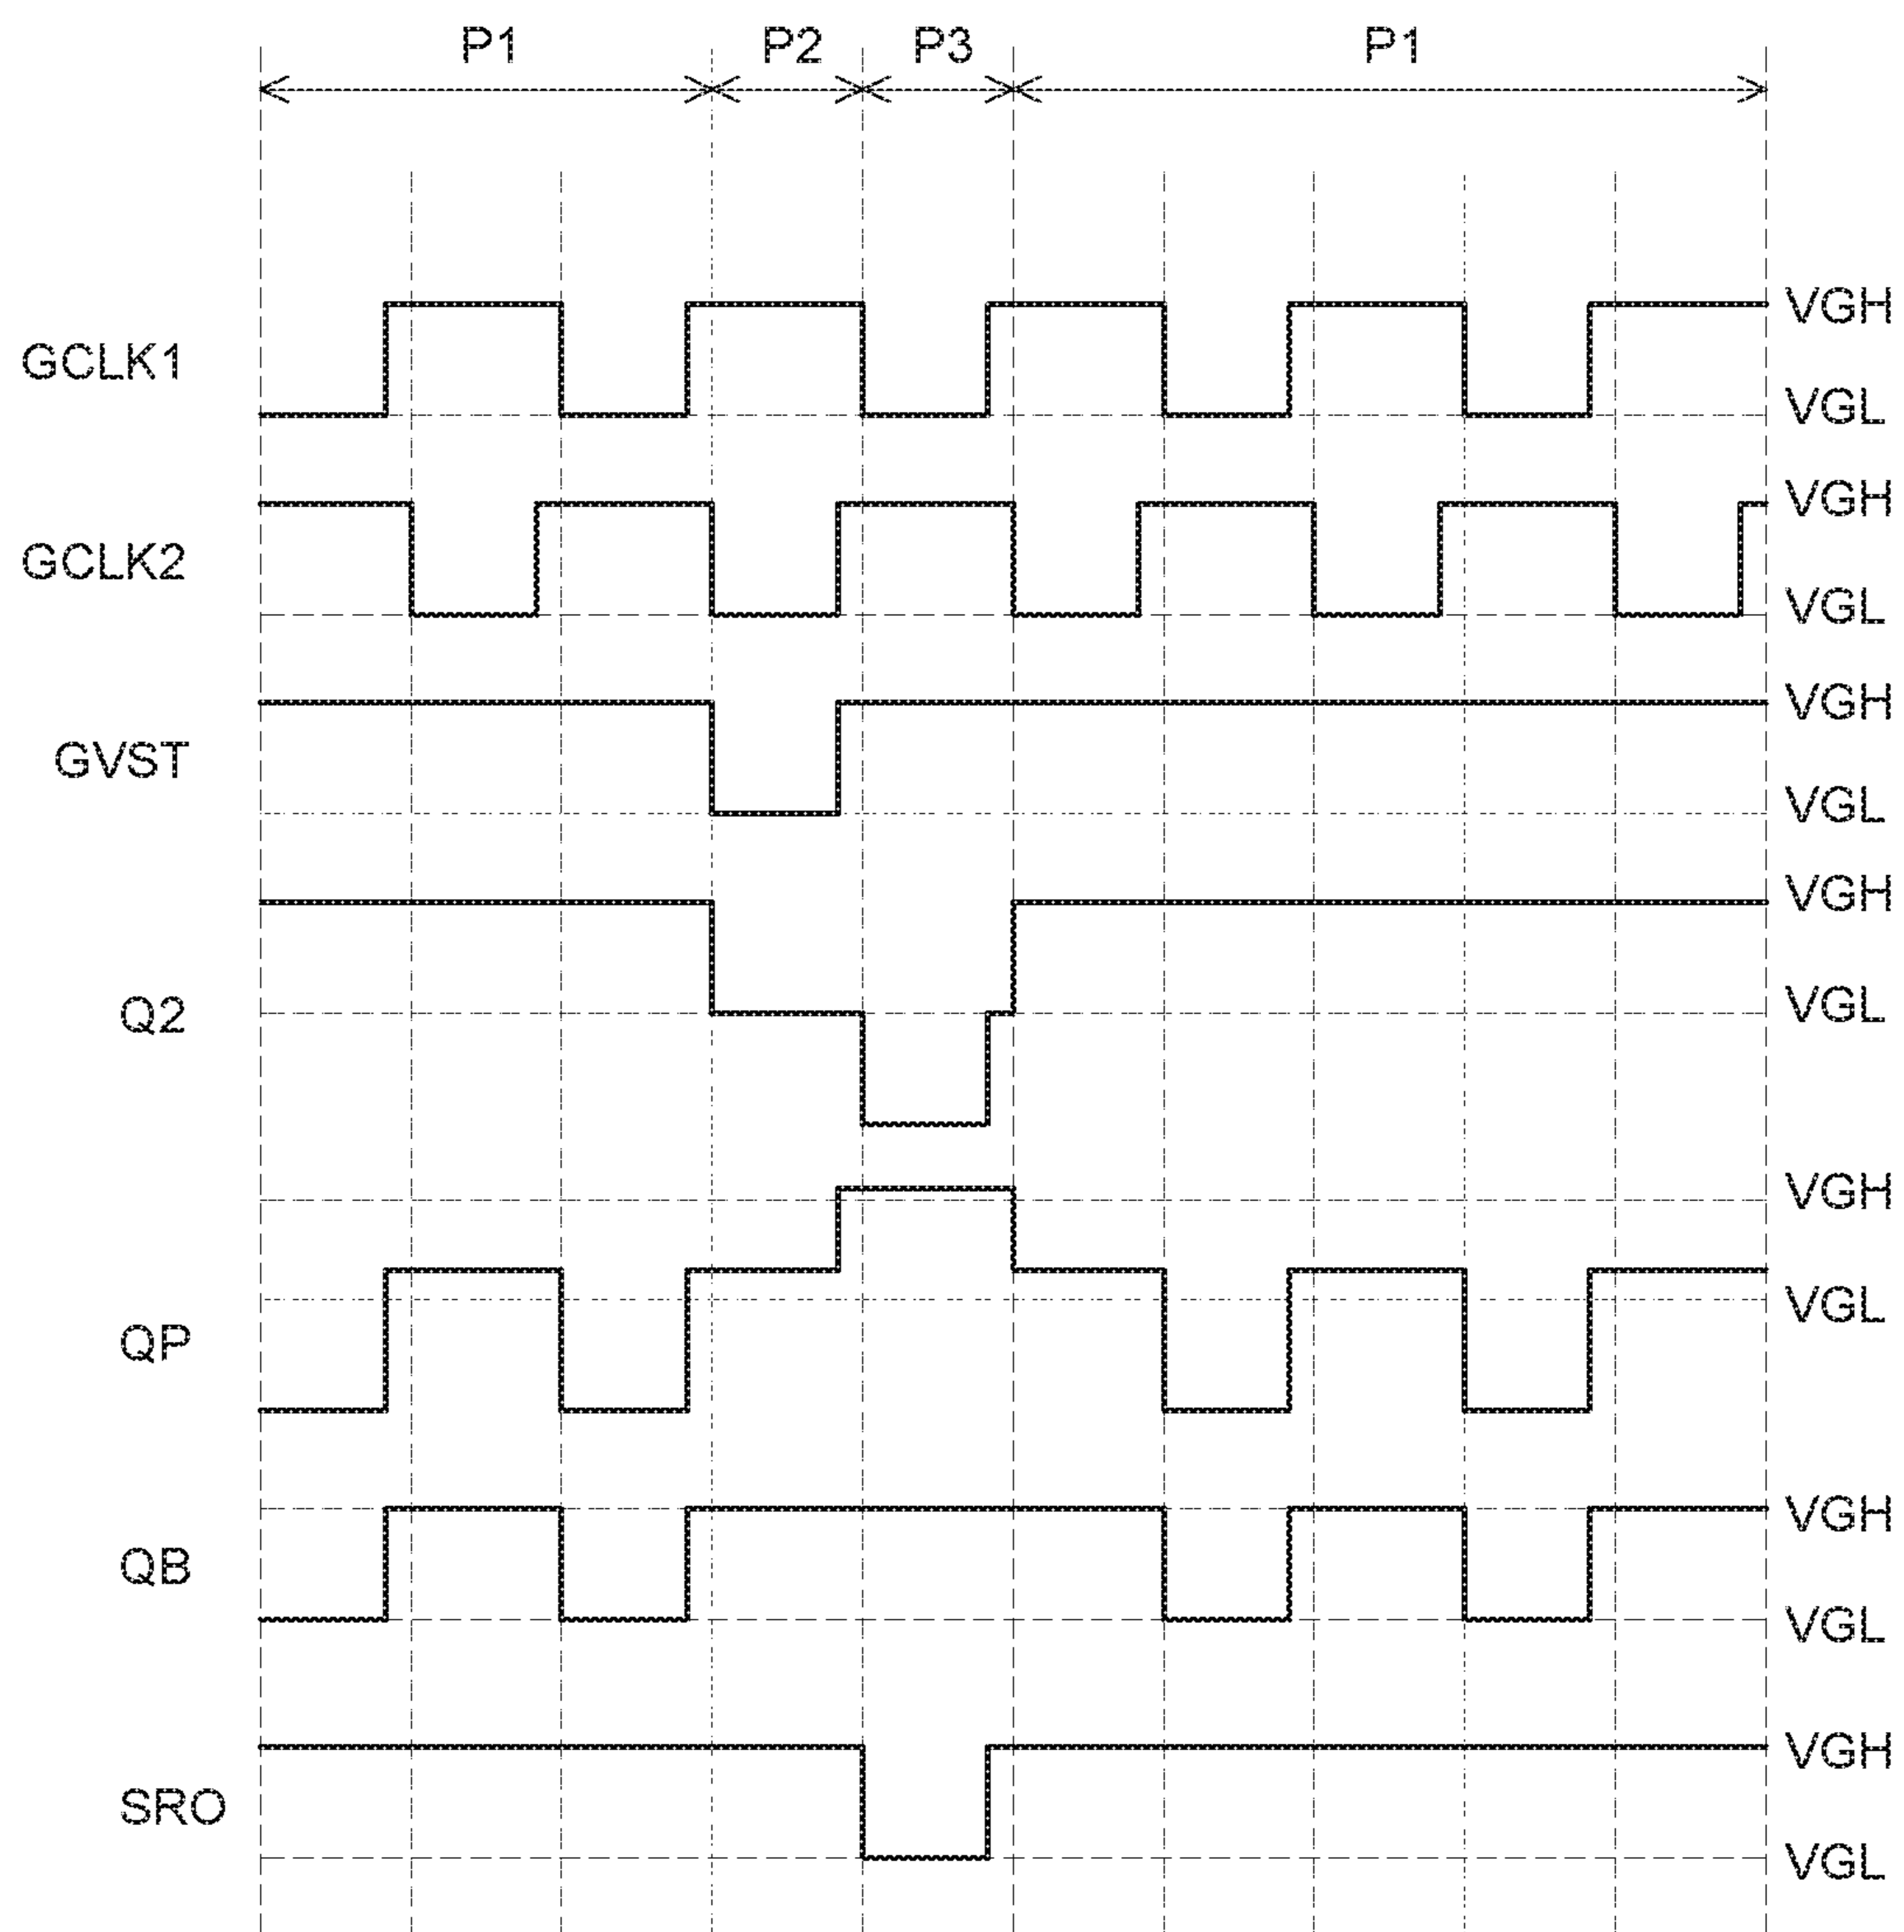 P1 P2 P3 P1
GCLK1 VGH
VGL
GCLK2 VGH
VGL
GVST VGH
VGL
Q2 VGH
VGL
QP VGH
VGL
QB VGH
VGL
SRO VGH
VGL